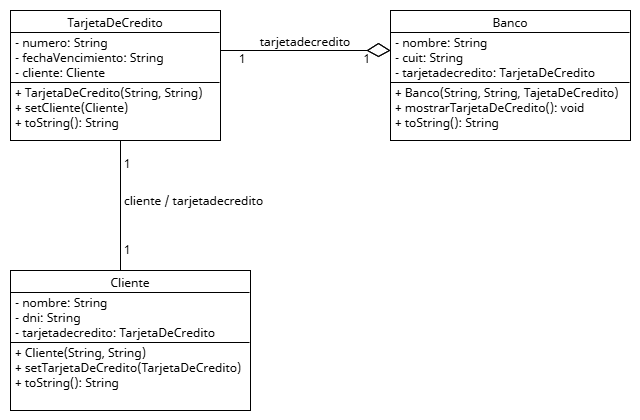 TarjetaDeCredito
- numero: String
- fechaVencimiento: String
- cliente: Cliente
+ TarjetaDeCredito(String, String)
+ setCliente(Cliente)
+ toString(): String
tarjetadecredito
1
1
Banco
- nombre: String
- cuit: String
- tarjetadecredito: TarjetaDeCredito
+ Banco(String, String, TajetaDeCredito)
+ mostrarTarjetaDeCredito(): void
+ toString(): String
1
cliente / tarjetadecredito
1
Cliente
- nombre: String
- dni: String
- tarjetadecredito: TarjetaDeCredito
+ Cliente(String, String)
+ setTarjetaDeCredito(TarjetaDeCredito)
+ toString(): String